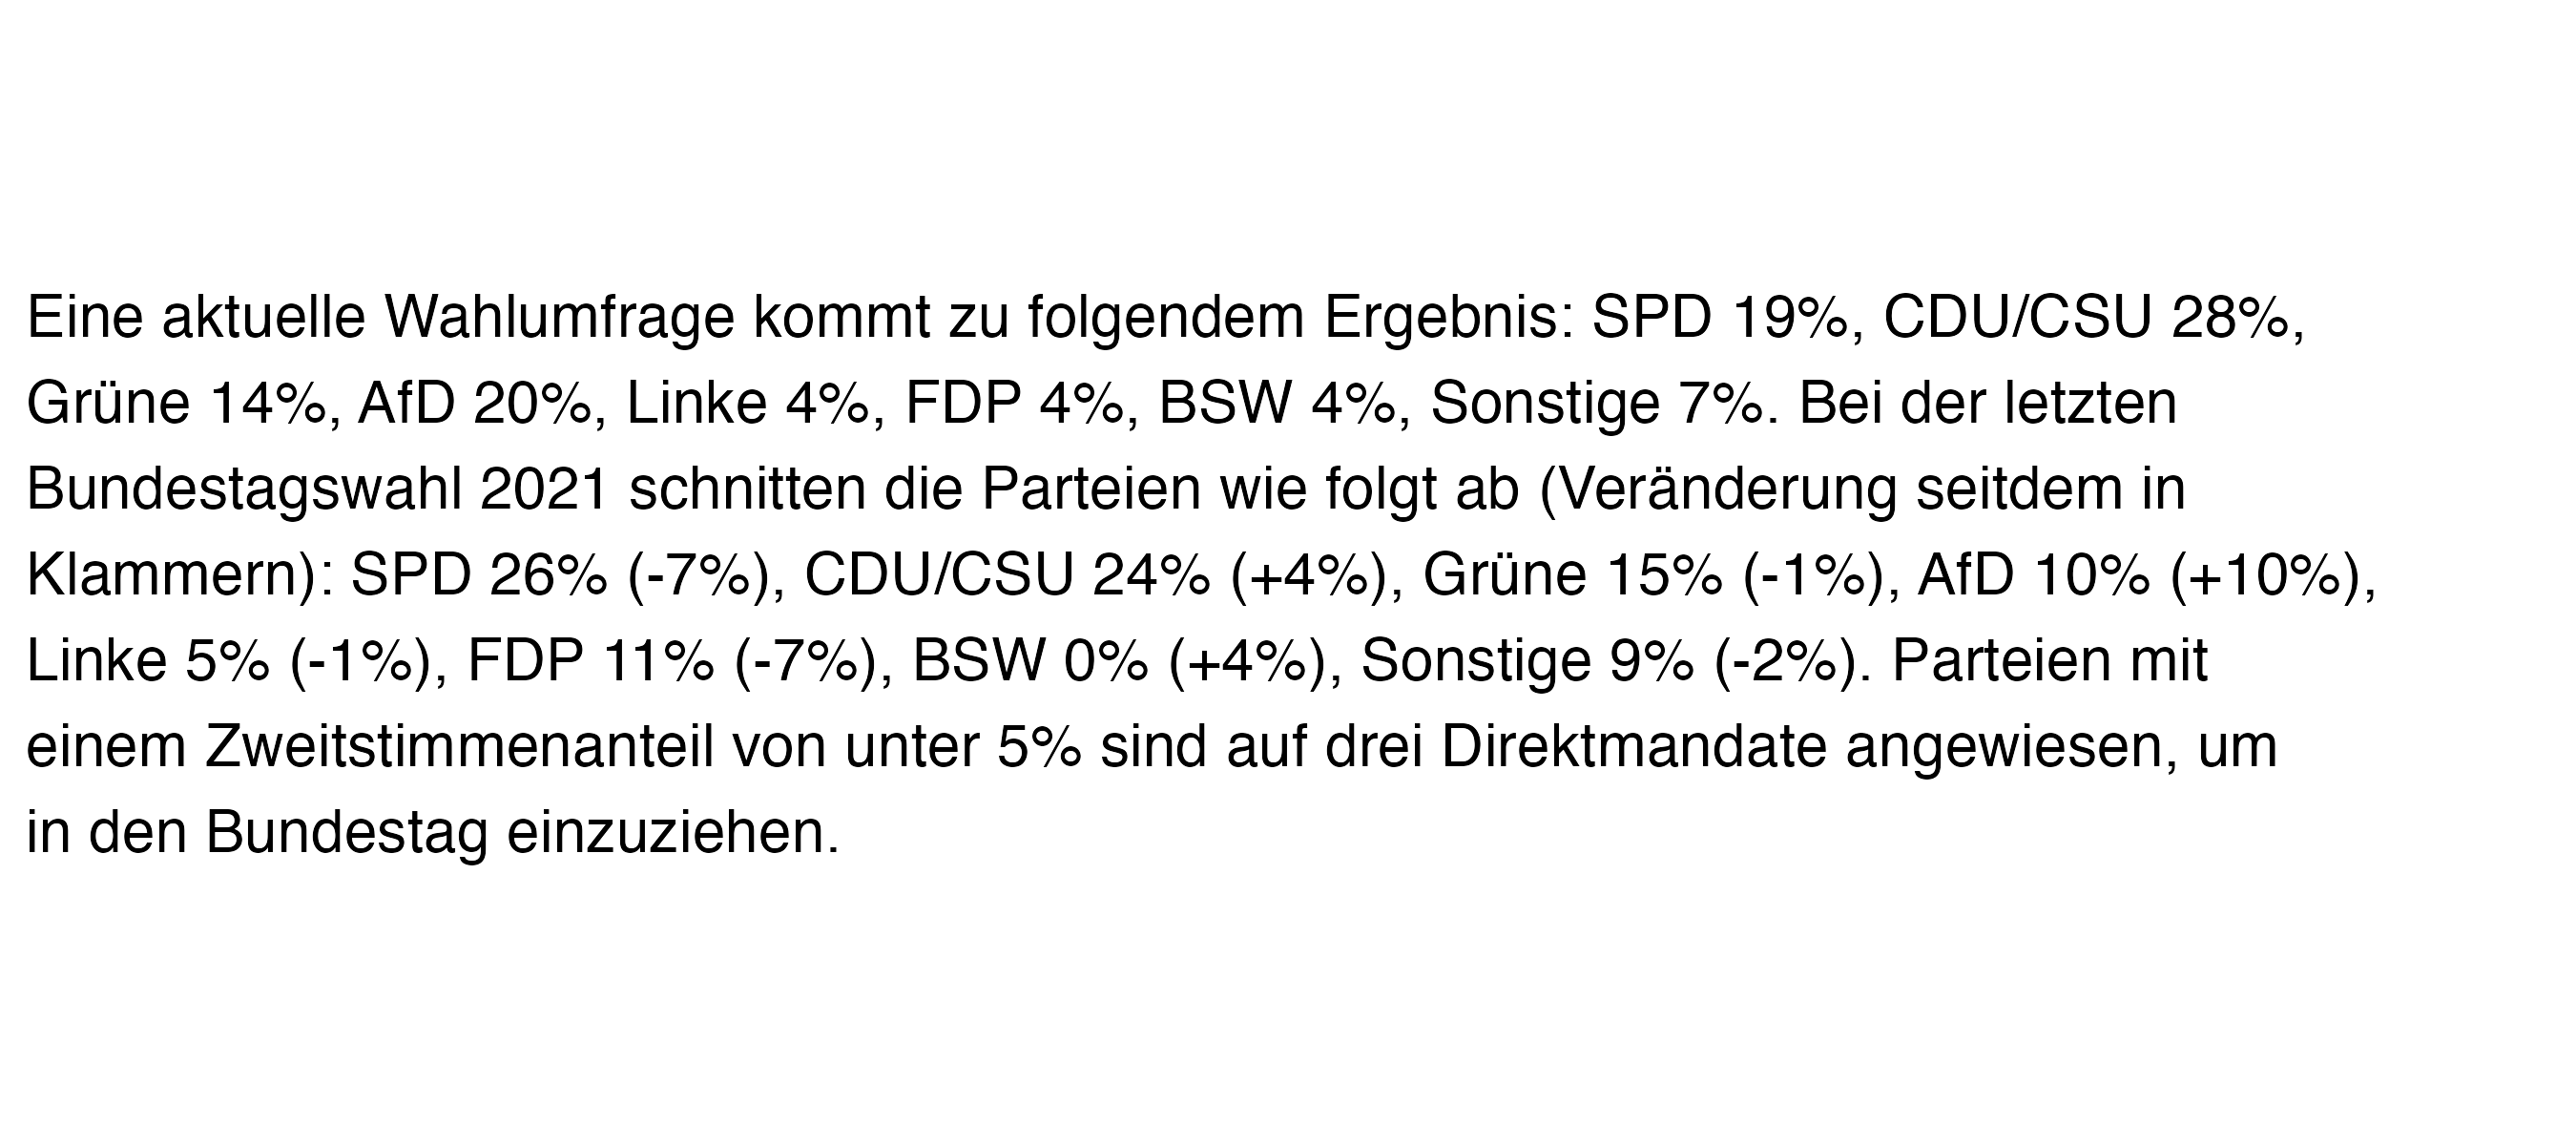 Eine aktuelle Wahlumfrage kommt zu folgendem Ergebnis: SPD 19%, CDU/CSU 28%,
Grüne 14%, AfD 20%, Linke 4%, FDP 4%, BSW 4%, Sonstige 7%. Bei der letzten
Bundestagswahl 2021 schnitten die Parteien wie folgt ab (Veränderung seitdem in
Klammern): SPD 26% (-7%), CDU/CSU 24% (+4%), Grüne 15% (-1%), AfD 10% (+10%),
Linke 5% (-1%), FDP 11% (-7%), BSW 0% (+4%), Sonstige 9% (-2%). Parteien mit
einem Zweitstimmenanteil von unter 5% sind auf drei Direktmandate angewiesen, um
in den Bundestag einzuziehen.